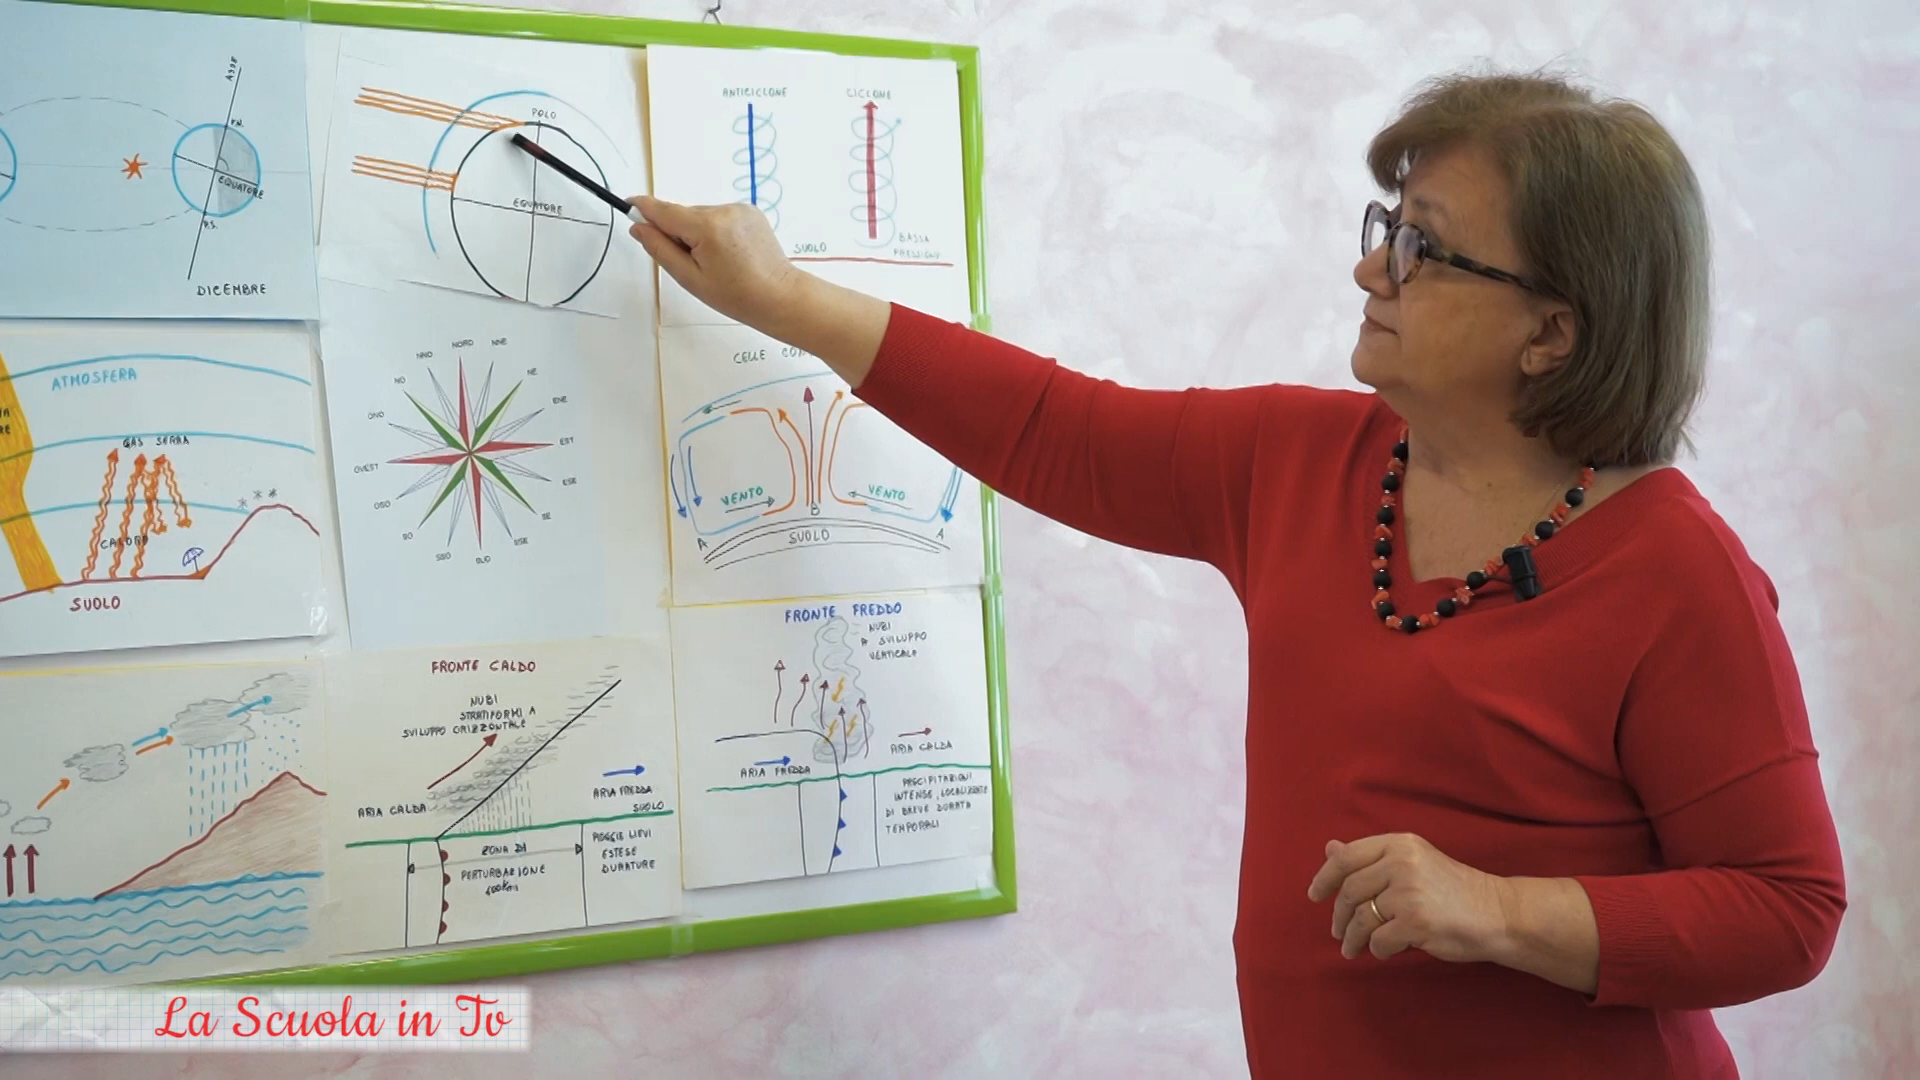 ASSE
P.N.
EQUATORE
P.S.
DICEMBRE
POLO
EQUATORE
ANTICICLONE
CICLONE
SUOLO
BASSA
PRESSIONE
ATMOSFERA
GAS SERRA
CALORE
SUOLO
NORD
NNO
NNE
NO
NE
ONO
ENE
OVEST
EST
OSO
ESE
SO
SE
SSO
SSE
SUD
CELLE
VENTO
VENTO
B
A
SUOLO
A
FRONTE CALDO
NUBI
STRATIFORMI A
SVILUPPO ORIZZONTALE
ARIA CALDA
ARIA FREDDA
SUOLO
ZONA DI
PERTURBAZIONE
400Km
PIOGGIE LIEVI
ESTESE
DURATURE
FRONTE FREDDO
NUBI
A SVILUPPO
VERTICALE
ARIA CALDA
ARIA FREDDA
PRECIPITAZIONI
INTENSE, LOCALIZZATE
DI BREVE DURATA
TEMPORALI
La Scuola in Tv